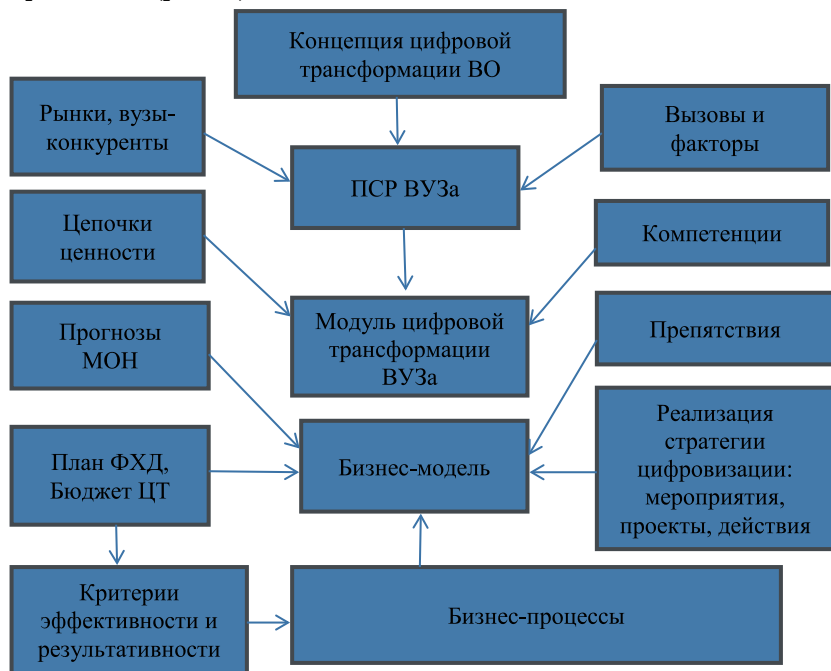 Концепция цифровой
трансформации ВО
Рынки, вузы-
конкуренты
Вызовы и
факторы
ПСР ВУЗа
Цепочки
ценности
Компетенции
Модуль цифровой
трансформации
ВУЗа
Прогнозы
МОН
Препятствия
Реализация
стратегии
цифровизации:
мероприятия,
проекты, действия
План ФХД,
Бюджет ЦТ
Бизнес-модель
Критерии
эффективности и
результативности
Бизнес-процессы